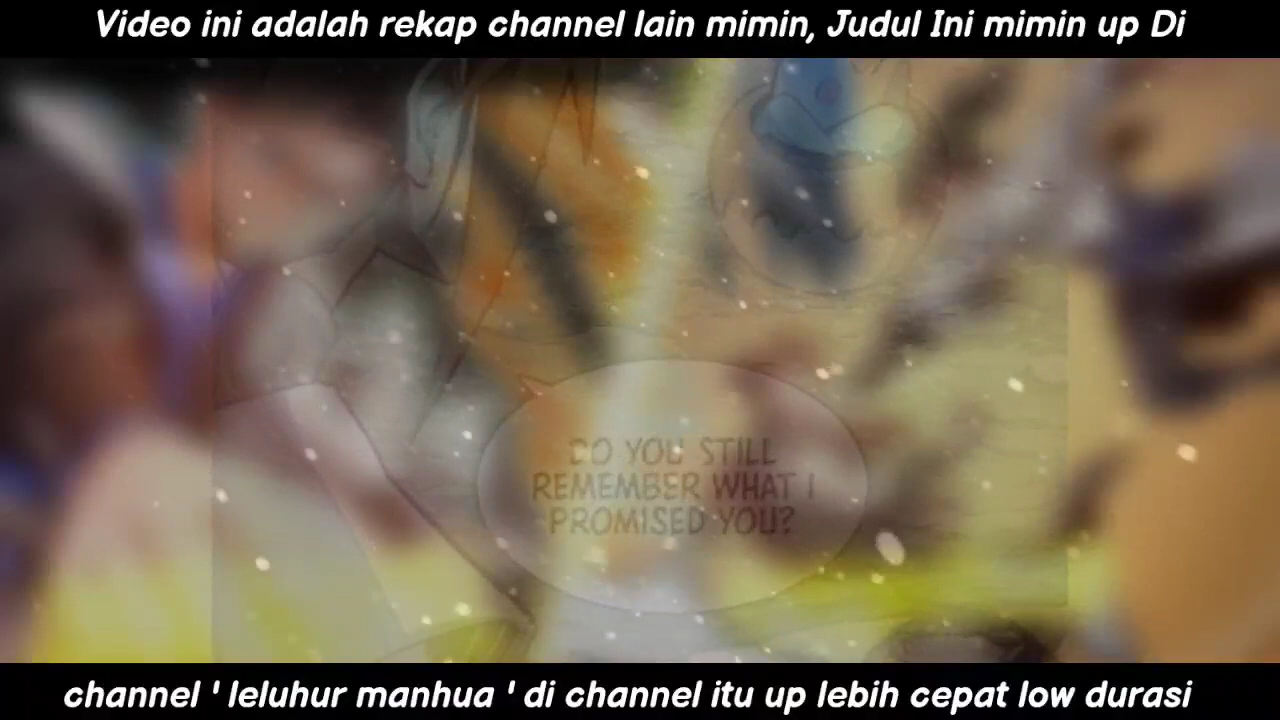 Video ini adalah rekap channel lain mimin, Judul Ini mimin up Di
DO YOU STILL
REMEMBER WHAT I
PROMISED YOU?
channel ' leluhur manhua ' di channel itu up lebih cepat low durasi